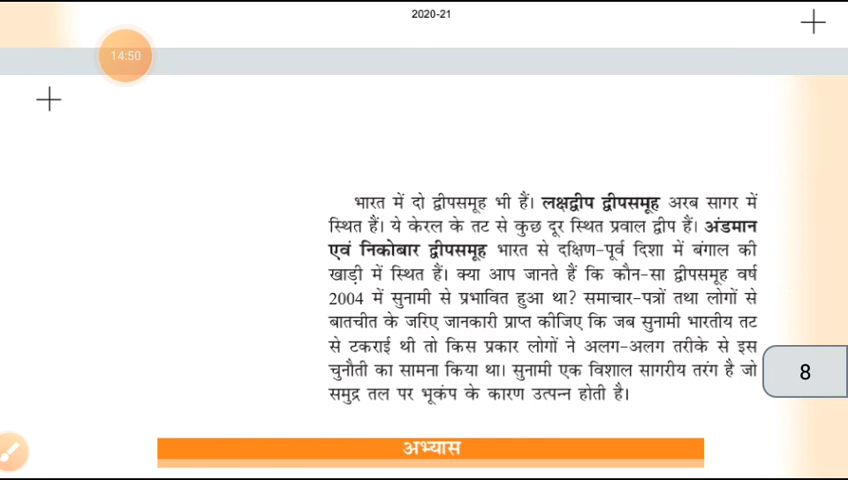 2020-21
14:50
भारत में दो द्वीपसमूह भी हैं। लक्षद्वीप द्वीपसमूह अरब सागर में
स्थित हैं। ये केरल के तट से कुछ दूर स्थित प्रवाल द्वीप हैं। अंडमान
एवं निकोबार द्वीपसमूह भारत से दक्षिण-पूर्व दिशा में बंगाल की
खाड़ी में स्थित हैं। क्या आप जानते हैं कि कौन-सा द्वीपसमूह वर्ष
2004 में सुनामी से प्रभावित हुआ था? समाचार-पत्रों तथा लोगों से
बातचीत के जरिए जानकारी प्राप्त कीजिए कि जब सुनामी भारतीय तट
से टकराई थी तो किस प्रकार लोगों ने अलग-अलग तरीके से इस
चुनौती का सामना किया था। सुनामी एक विशाल सागरीय तरंग है जो
समुद्र तल पर भूकंप के कारण उत्पन्न होती है।
8
अभ्यास